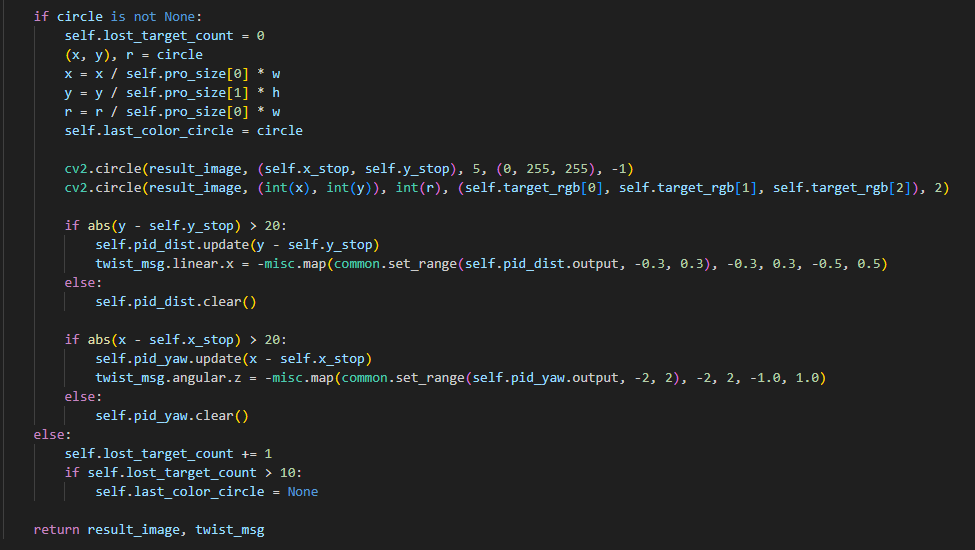 if circle is not None:
    self.lost_target_count = 0
    (x, y), r = circle
    x = x / self.pro_size[0] * w
    y = y / self.pro_size[1] * h
    r = r / self.pro_size[0] * w
    self.last_color_circle = circle

    cv2.circle(result_image, (self.x_stop, self.y_stop), 5, (0, 255, 255), -1)
    cv2.circle(result_image, (int(x), int(y)), int(r), (self.target_rgb[0], self.target_rgb[1], self.target_rgb[2]), 2)

    if abs(y - self.y_stop) > 20:
        self.pid_dist.update(y - self.y_stop)
        twist_msg.linear.x = -misc.map(common.set_range(self.pid_dist.output, -0.3, 0.3), -0.3, 0.3, -0.5, 0.5)
    else:
        self.pid_dist.clear()

    if abs(x - self.x_stop) > 20:
        self.pid_yaw.update(x - self.x_stop)
        twist_msg.angular.z = -misc.map(common.set_range(self.pid_yaw.output, -2, 2), -2, 2, -1.0, 1.0)
    else:
        self.pid_yaw.clear()
else:
    self.lost_target_count += 1
    if self.lost_target_count > 10:
        self.last_color_circle = None

return result_image, twist_msg